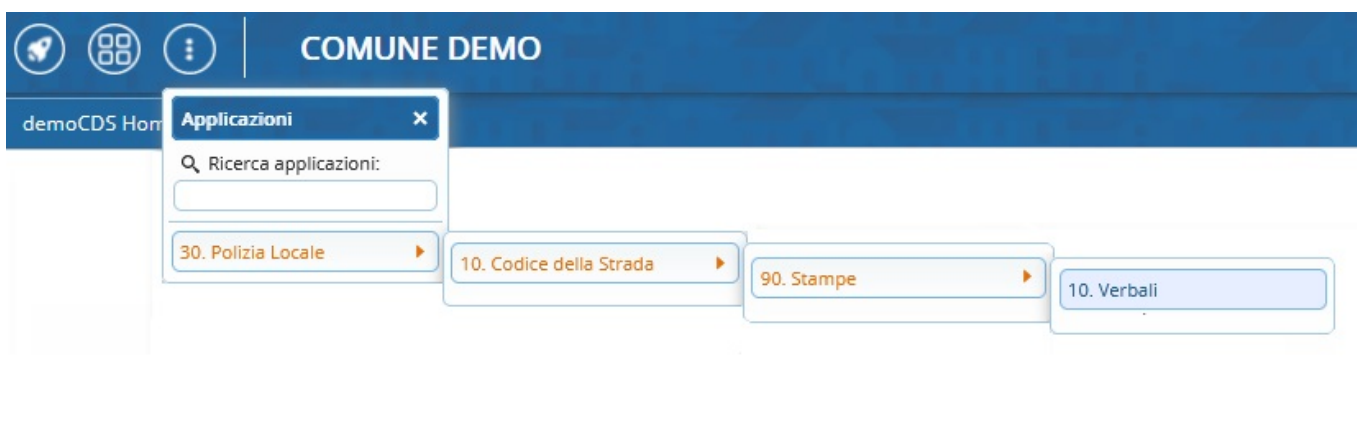 COMUNE DEMO
demoCDS Hom
Applicazioni
Ricerca applicazioni:
30. Polizia Locale
10. Codice della Strada
90. Stampe
10. Verbali